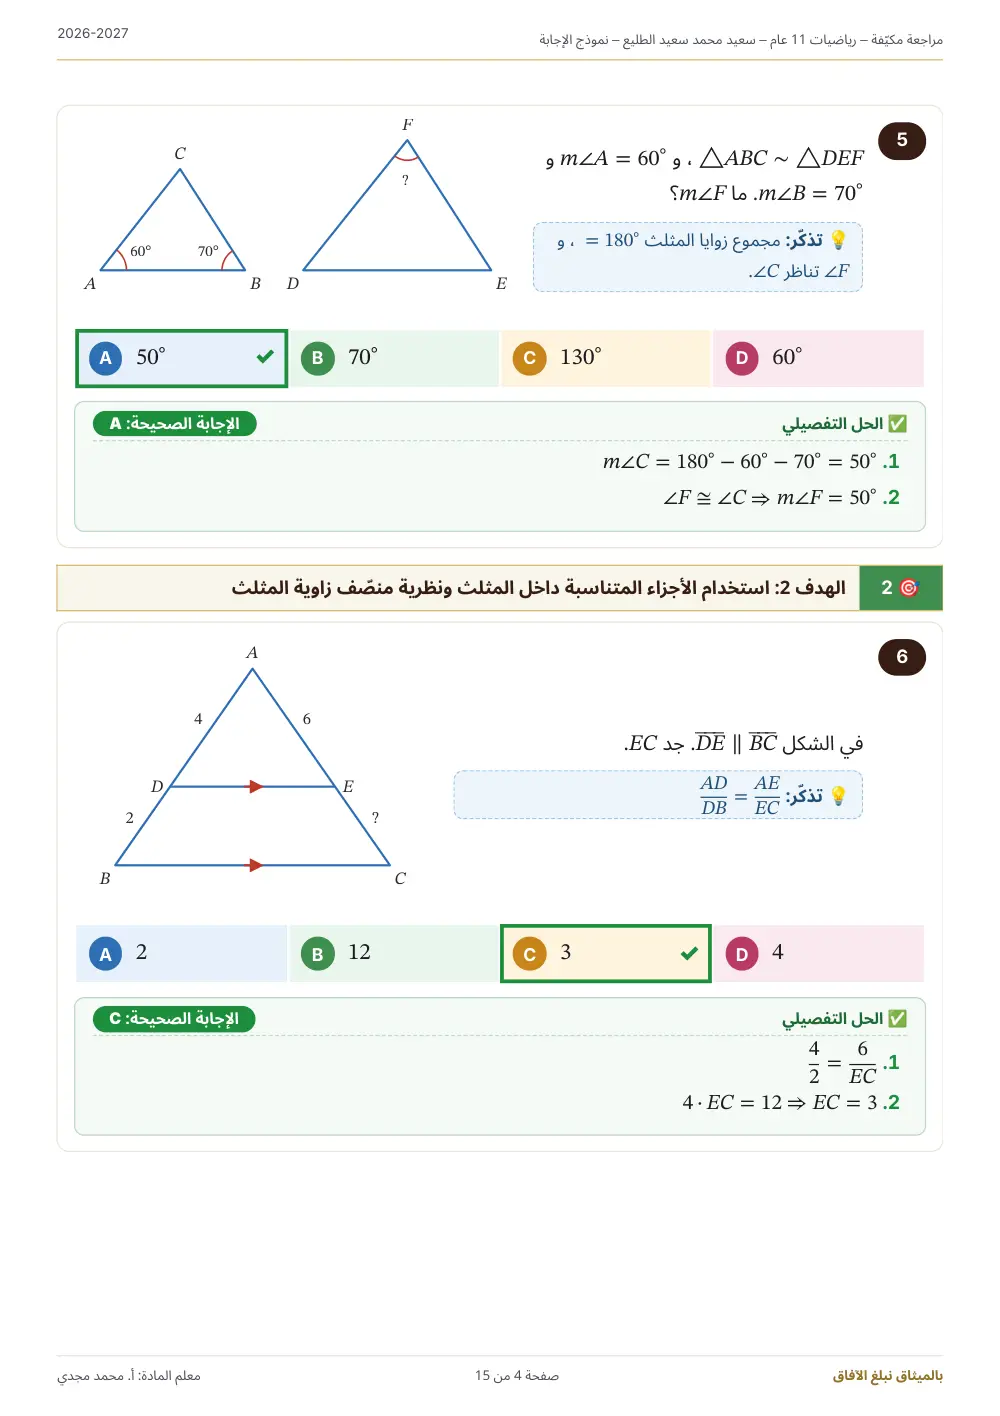 مراجعة مكيّفة – رياضيات 11 عام – سعيد محمد سعيد الطليع – نموذج الإجابة
2026-2027
5
△ABC ~ △DEF ، و m∠A = 60° و
m∠B = 70°. ما m∠F؟
💡 تذكّر: مجموع زوايا المثلث = 180° ، و
∠F تناظر ∠C.
C
60°
70°
A
B
F
?
D
E
A 50° ✔
B 70°
C 130°
D 60°
✅ الحل التفصيلي
الإجابة الصحيحة: A
1. m∠C = 180° − 60° − 70° = 50°
2. ∠F ≅ ∠C ⇒ m∠F = 50°
🎯 2
الهدف 2: استخدام الأجزاء المتناسبة داخل المثلث ونظرية منصّف زاوية المثلث
6
في الشكل DE ∥ BC. جد EC.
💡 تذكّر: AD/DB = AE/EC
A
4
6
D
E
2
?
B
C
A 2
B 12
C 3 ✔
D 4
✅ الحل التفصيلي
الإجابة الصحيحة: C
1. 4/2 = 6/EC
2. 4 · EC = 12 ⇒ EC = 3
بالميثاق نبلغ الآفاق
صفحة 4 من 15
معلم المادة: أ. محمد مجدي